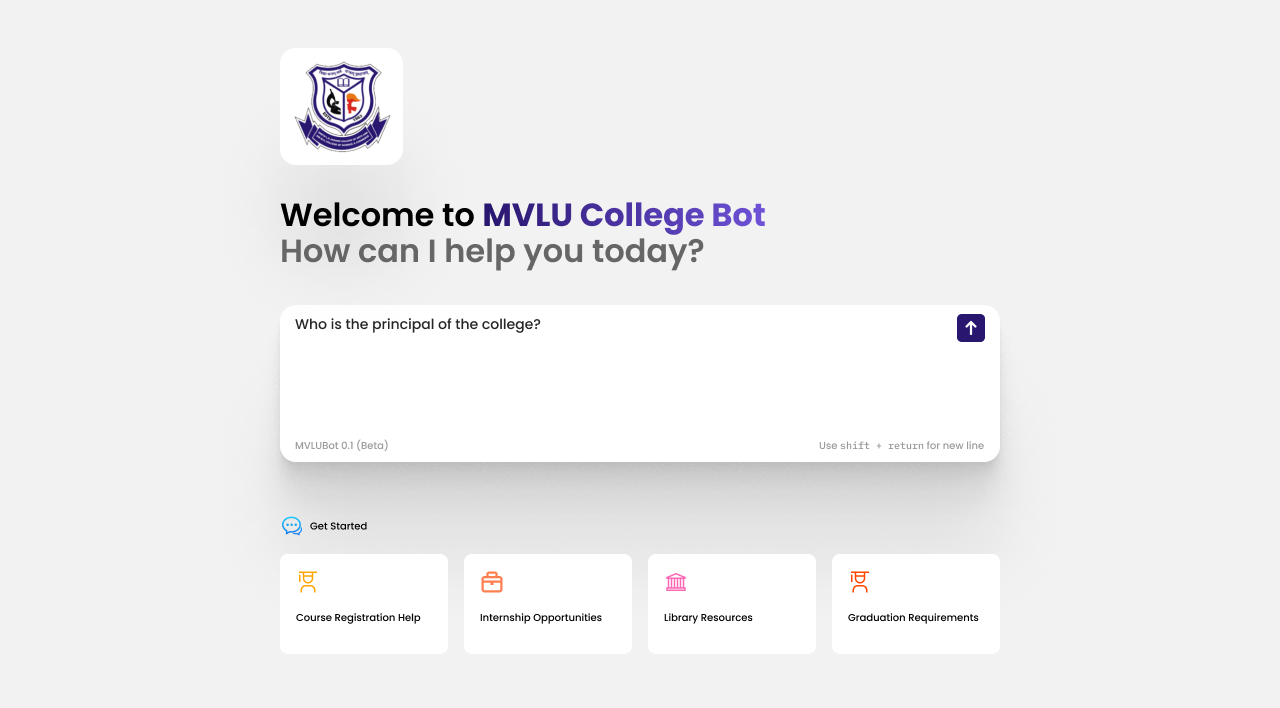 Welcome to MVLU College Bot
How can I help you today?
Who is the principal of the college?
MVLUBot 0.1 (Beta)
Use shift + return for new line
Get Started
Course Registration Help
Internship Opportunities
Library Resources
Graduation Requirements